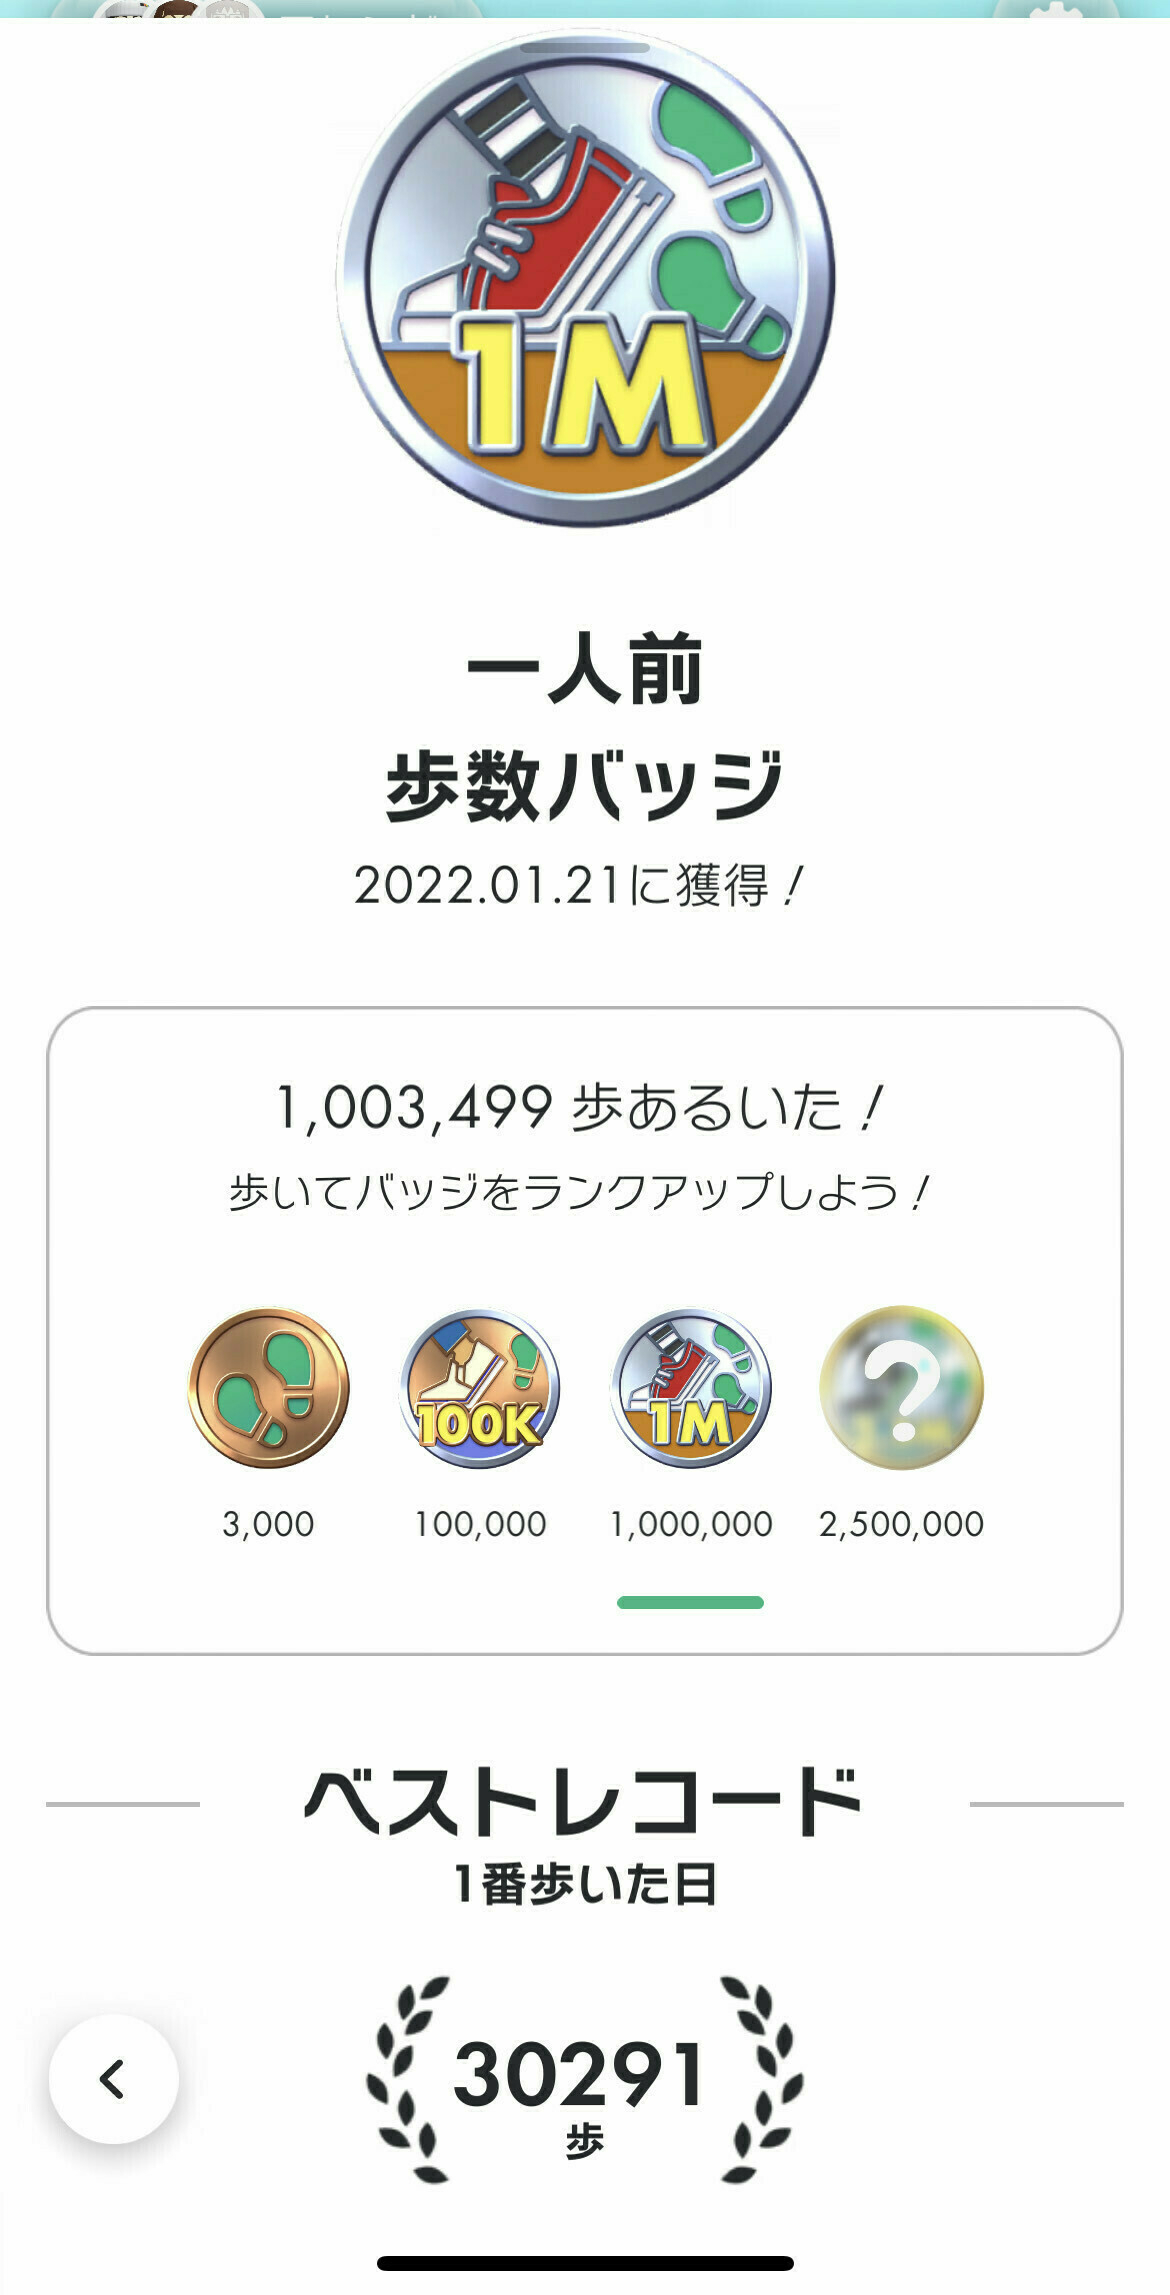 1M
一人前
歩数バッジ
2022.01.21に獲得！
1,003,499 歩あるいた！
歩いてバッジをランクアップしよう！
100K
1M
?
3,000
100,000
1,000,000
2,500,000
ベストレコード
1番歩いた日
30291
歩